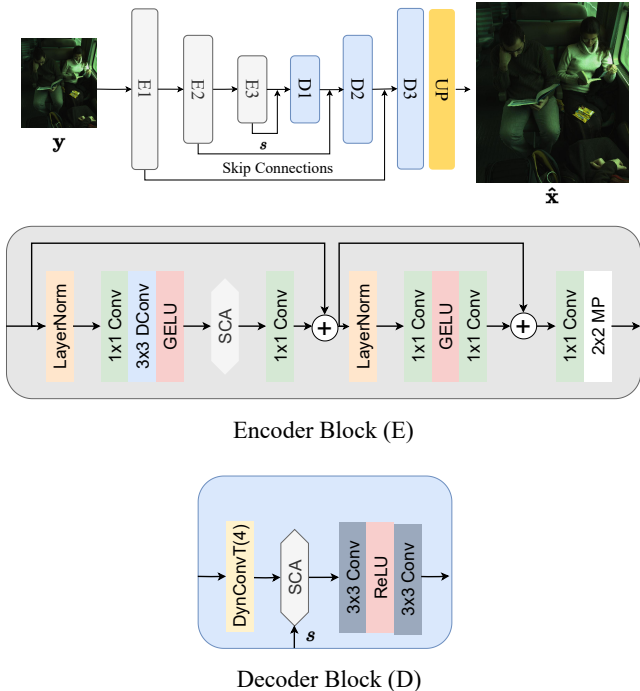 y
E1
E2
E3
D1
D2
D3
UP
s
Skip Connections
x̂
LayerNorm
1x1 Conv
3x3 DConv
GELU
SCA
1x1 Conv
+
LayerNorm
1x1 Conv
GELU
1x1 Conv
+
1x1 Conv
2x2 MP
Encoder Block (E)
DynConvT(4)
SCA
s
3x3 Conv
ReLU
3x3 Conv
Decoder Block (D)